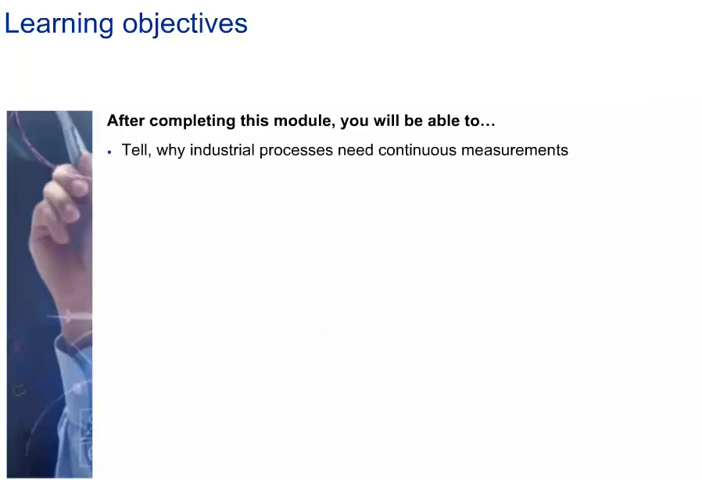 Learning objectives
After completing this module, you will be able to…
▪ Tell, why industrial processes need continuous measurements